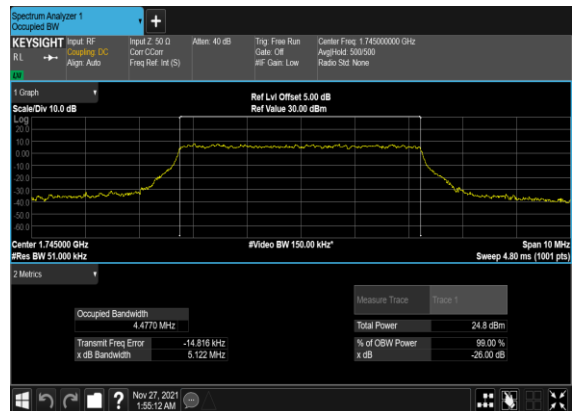 Spectrum Analyzer 1
Occupied BW
+
KEYSIGHT Input: RF Input Z: 50 Ω Atten: 40 dB Trig: Free Run Center Freq: 1.745000000 GHz
RL Coupling: DC Corr CCorr Gate: Off Avg|Hold: 500/500
Align: Auto Freq Ref: Int (S) #IF Gain: Low Radio Std: None
1 Graph
Ref Lvl Offset 5.00 dB
Scale/Div 10.0 dB Ref Value 30.00 dBm
Log
20.0
10.0
0.00
-10.0
-20.0
-30.0
-40.0
-50.0
-60.0
Center 1.745000 GHz #Video BW 150.00 kHz* Span 10 MHz
#Res BW 51.000 kHz Sweep 4.80 ms (1001 pts)
2 Metrics
Measure Trace Trace 1
Occupied Bandwidth
4.4770 MHz Total Power 24.8 dBm
Transmit Freq Error -14.816 kHz % of OBW Power 99.00 %
x dB Bandwidth 5.122 MHz x dB -26.00 dB
? Nov 27, 2021
1:55:12 AM